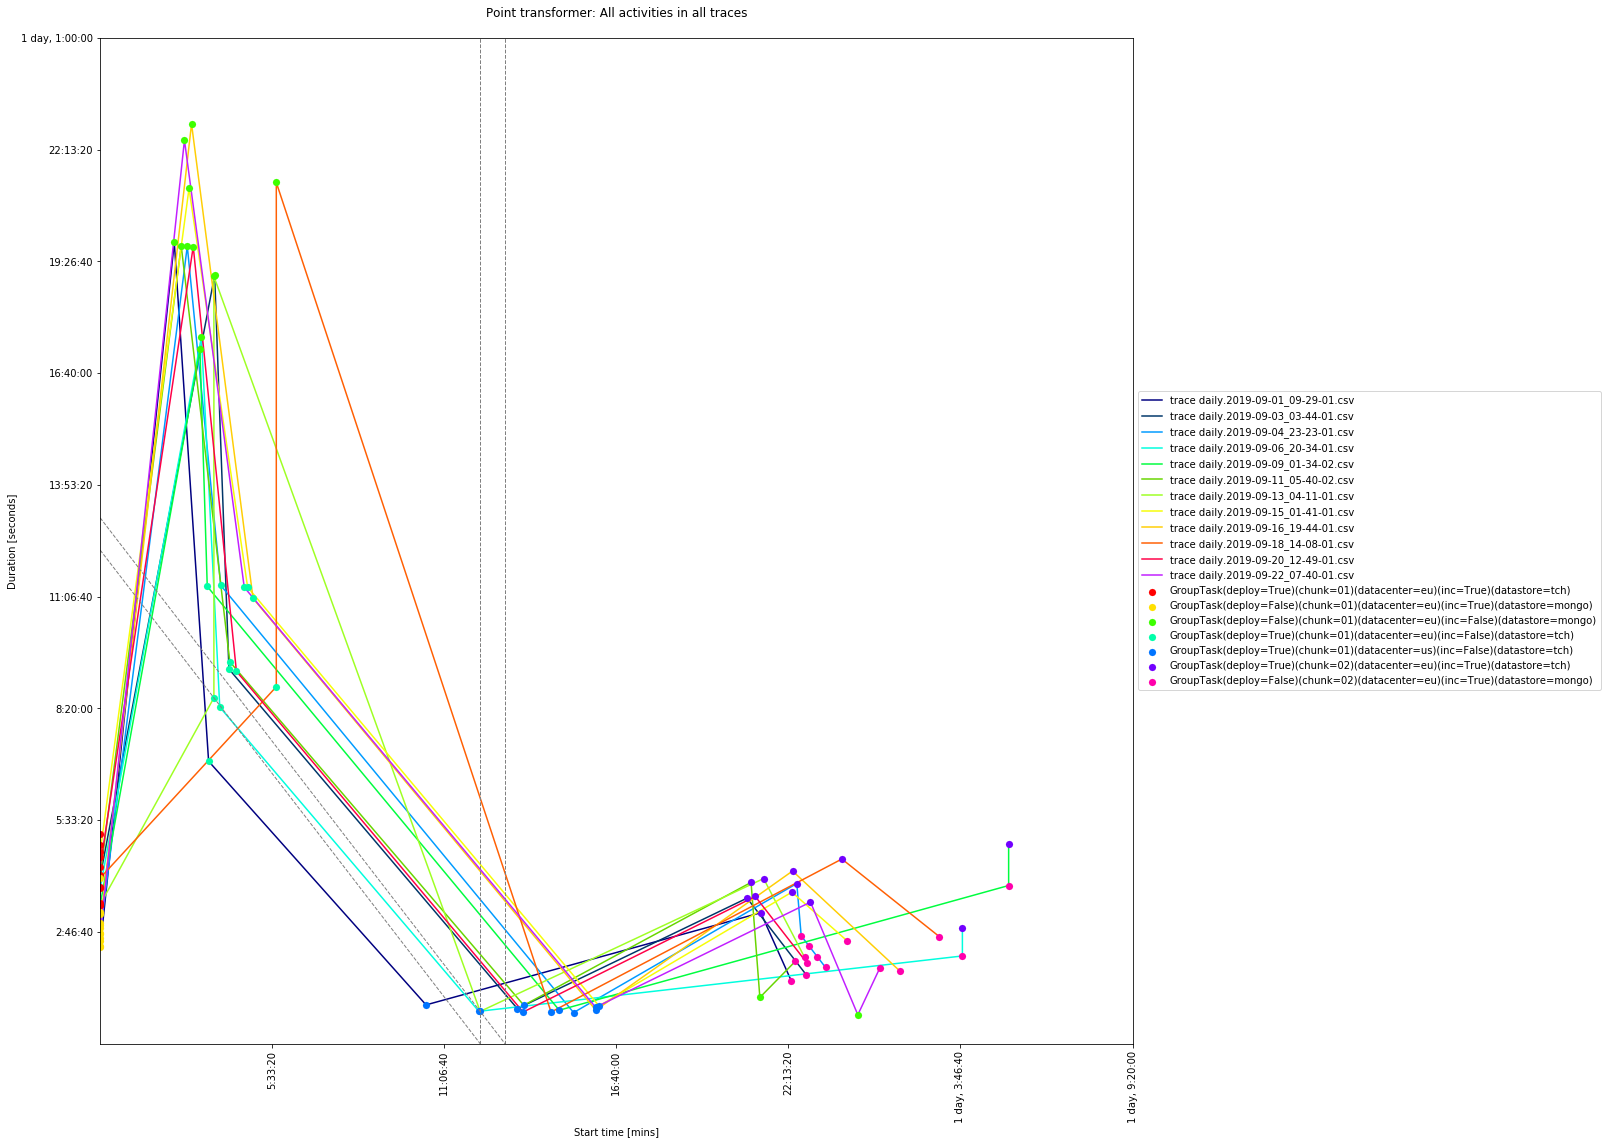 Point transformer: All activities in all traces
1 day, 1:00:00
22:13:20
19:26:40
16:40:00
13:53:20
11:06:40
8:20:00
5:33:20
2:46:40
Duration [seconds]
5:33:20
11:06:40
16:40:00
22:13:20
1 day, 3:46:40
1 day, 9:20:00
Start time [mins]
trace daily.2019-09-01_09-29-01.csv
trace daily.2019-09-03_03-44-01.csv
trace daily.2019-09-04_23-23-01.csv
trace daily.2019-09-06_20-34-01.csv
trace daily.2019-09-09_01-34-02.csv
trace daily.2019-09-11_05-40-02.csv
trace daily.2019-09-13_04-11-01.csv
trace daily.2019-09-15_01-41-01.csv
trace daily.2019-09-16_19-44-01.csv
trace daily.2019-09-18_14-08-01.csv
trace daily.2019-09-20_12-49-01.csv
trace daily.2019-09-22_07-40-01.csv
GroupTask(deploy=True)(chunk=01)(datacenter=eu)(inc=True)(datastore=tch)
GroupTask(deploy=False)(chunk=01)(datacenter=eu)(inc=True)(datastore=mongo)
GroupTask(deploy=False)(chunk=01)(datacenter=eu)(inc=False)(datastore=mongo)
GroupTask(deploy=True)(chunk=01)(datacenter=eu)(inc=False)(datastore=tch)
GroupTask(deploy=True)(chunk=01)(datacenter=us)(inc=False)(datastore=tch)
GroupTask(deploy=True)(chunk=02)(datacenter=eu)(inc=True)(datastore=tch)
GroupTask(deploy=False)(chunk=02)(datacenter=eu)(inc=True)(datastore=mongo)